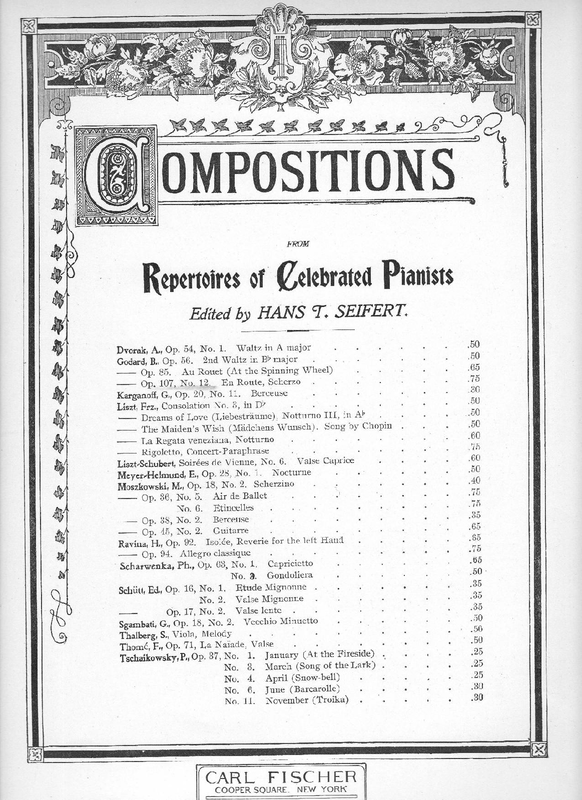 COMPOSITIONS
FROM
Repertoires of Celebrated Pianists
Edited by HANS T. SEIFERT.
Dvorak, A., Op. 54, No. 1. Waltz in A major .50
Godard, B., Op. 56. 2nd Waltz in B♭ major .50
— Op. 85. Au Rouet (At the Spinning Wheel) .65
— Op. 107, No. 12. En Route, Scherzo .75
Karganoff, G., Op. 20, No. 11. Berceuse .30
Liszt, Frz., Consolation No. 3, in D♭ .50
— Dreams of Love (Liebesträume), Notturno III, in A♭ .50
— The Maiden's Wish (Mädchens Wunsch). Song by Chopin .50
— La Regata veneziana, Notturno .60
— Rigoletto, Concert-Paraphrase .75
Liszt-Schubert, Soirées de Vienne, No. 6. Valse Caprice .60
Meyer-Helmund, E., Op. 28, No. 1. Nocturne .50
Moszkowski, M., Op. 18, No. 2. Scherzino .40
— Op. 36, No. 5. Air de Ballet .75
No. 6. Etincelles .75
— Op. 38, No. 2. Berceuse .35
— Op. 45, No. 2. Guitarre .65
Ravina, H., Op. 92. Isolée, Reverie for the left Hand .65
— Op. 94. Allegro classique .75
Scharwenka, Ph., Op. 63, No. 1. Capricietto .65
No. 3. Gondoliera .50
Schütt, Ed., Op. 16, No. 1. Etude Mignonne .35
No. 2. Valse Mignonne .35
— Op. 17, No. 2. Valse lente .35
Sgambati, G., Op. 18, No. 2. Vecchio Minuetto .50
Thalberg, S., Viola, Melody .50
Thomé, F., Op. 71, La Naiade, Valse .50
Tschaikowsky, P., Op. 37, No. 1. January (At the Fireside) .25
No. 3. March (Song of the Lark) .25
No. 4. April (Snow-bell) .25
No. 6. June (Barcarolle) .30
No. 11. November (Troika) .30
CARL FISCHER
COOPER SQUARE. NEW YORK